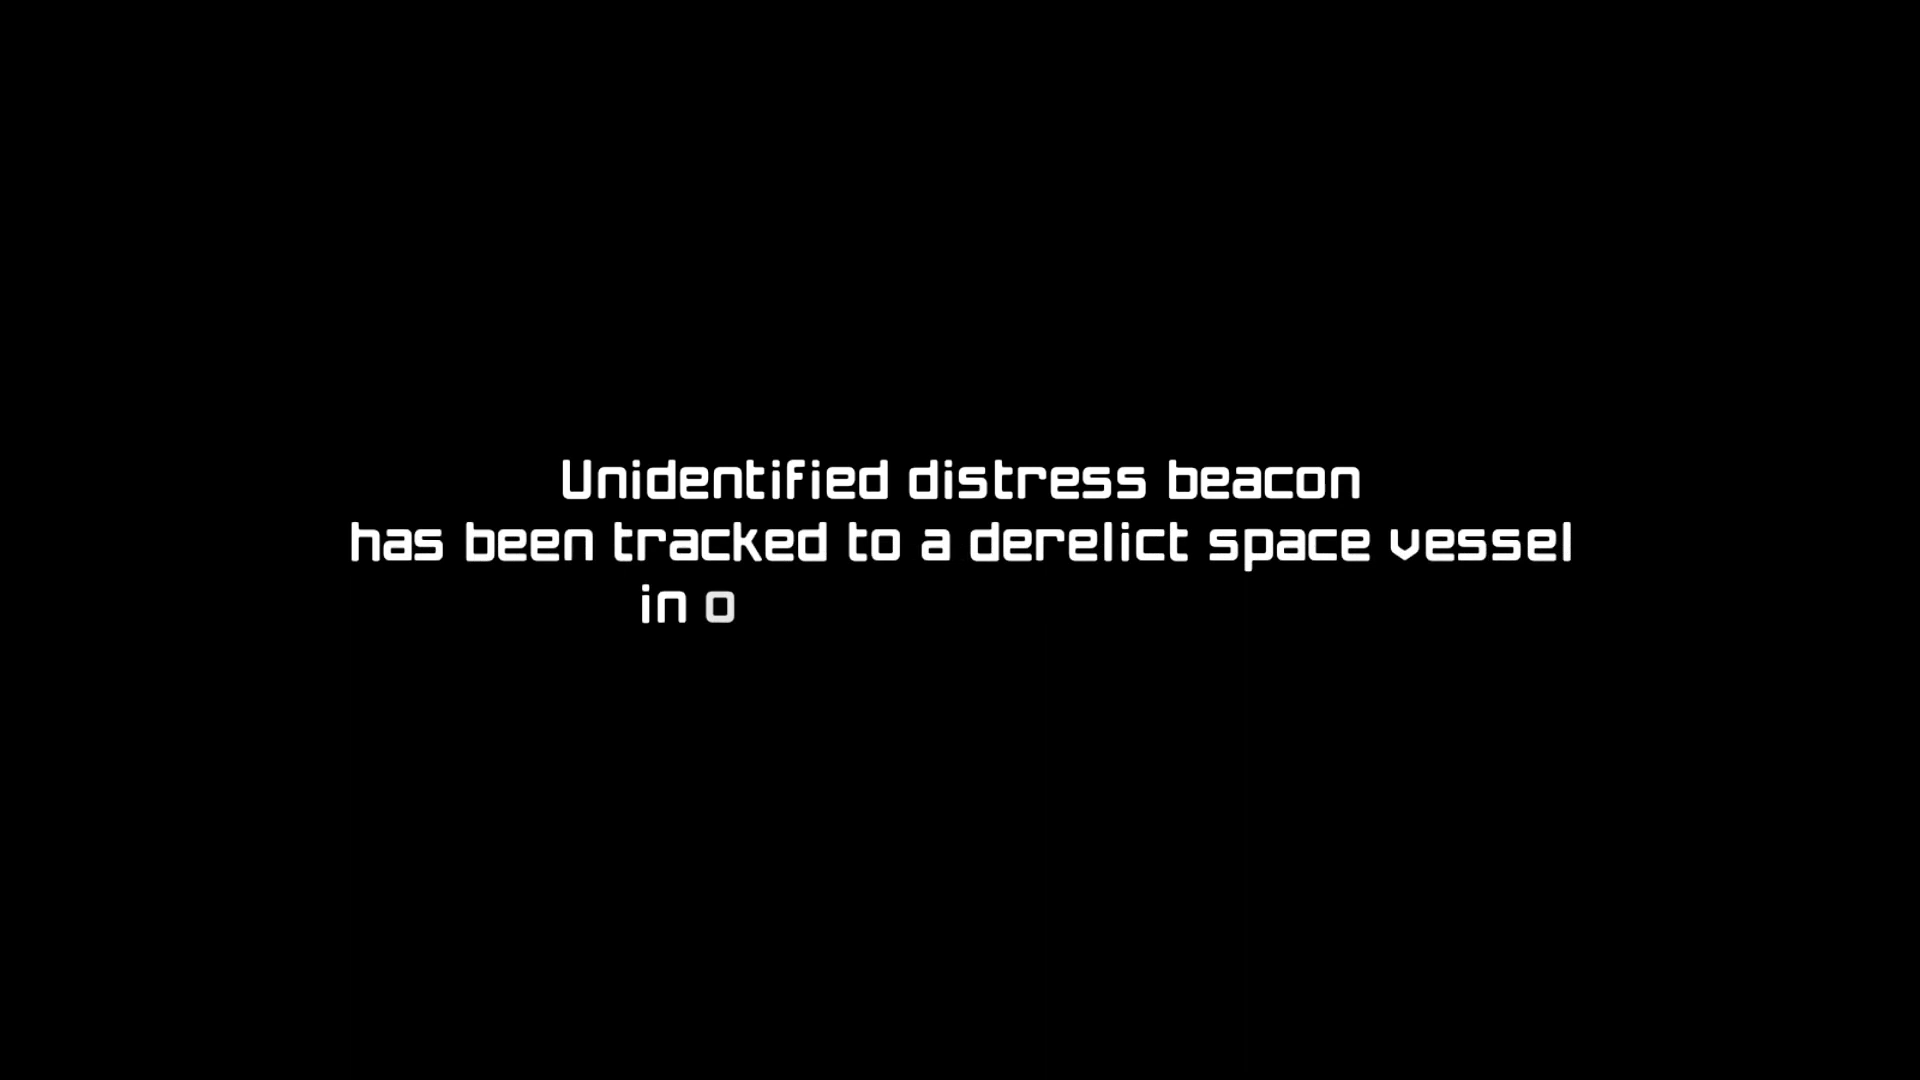 Unidentified distress beacon
has been tracked to a derelict space vessel
in o